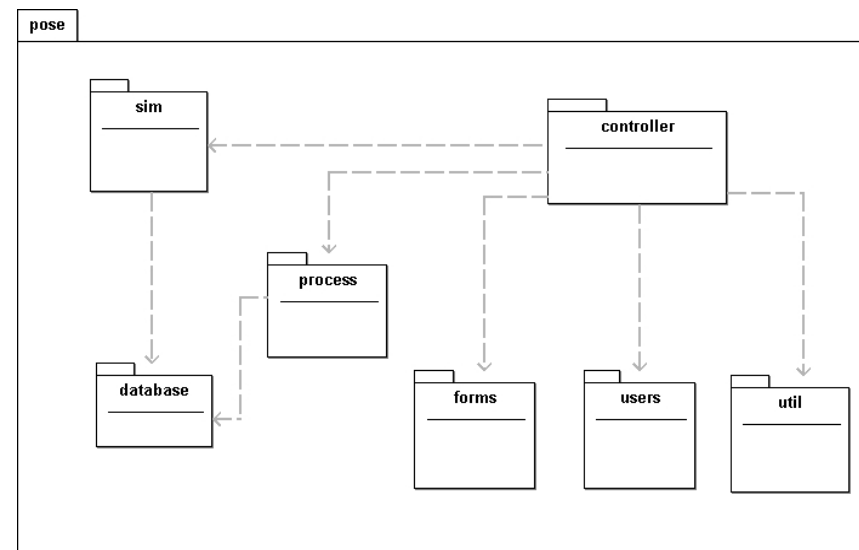 pose
sim
controller
process
database
forms
users
util